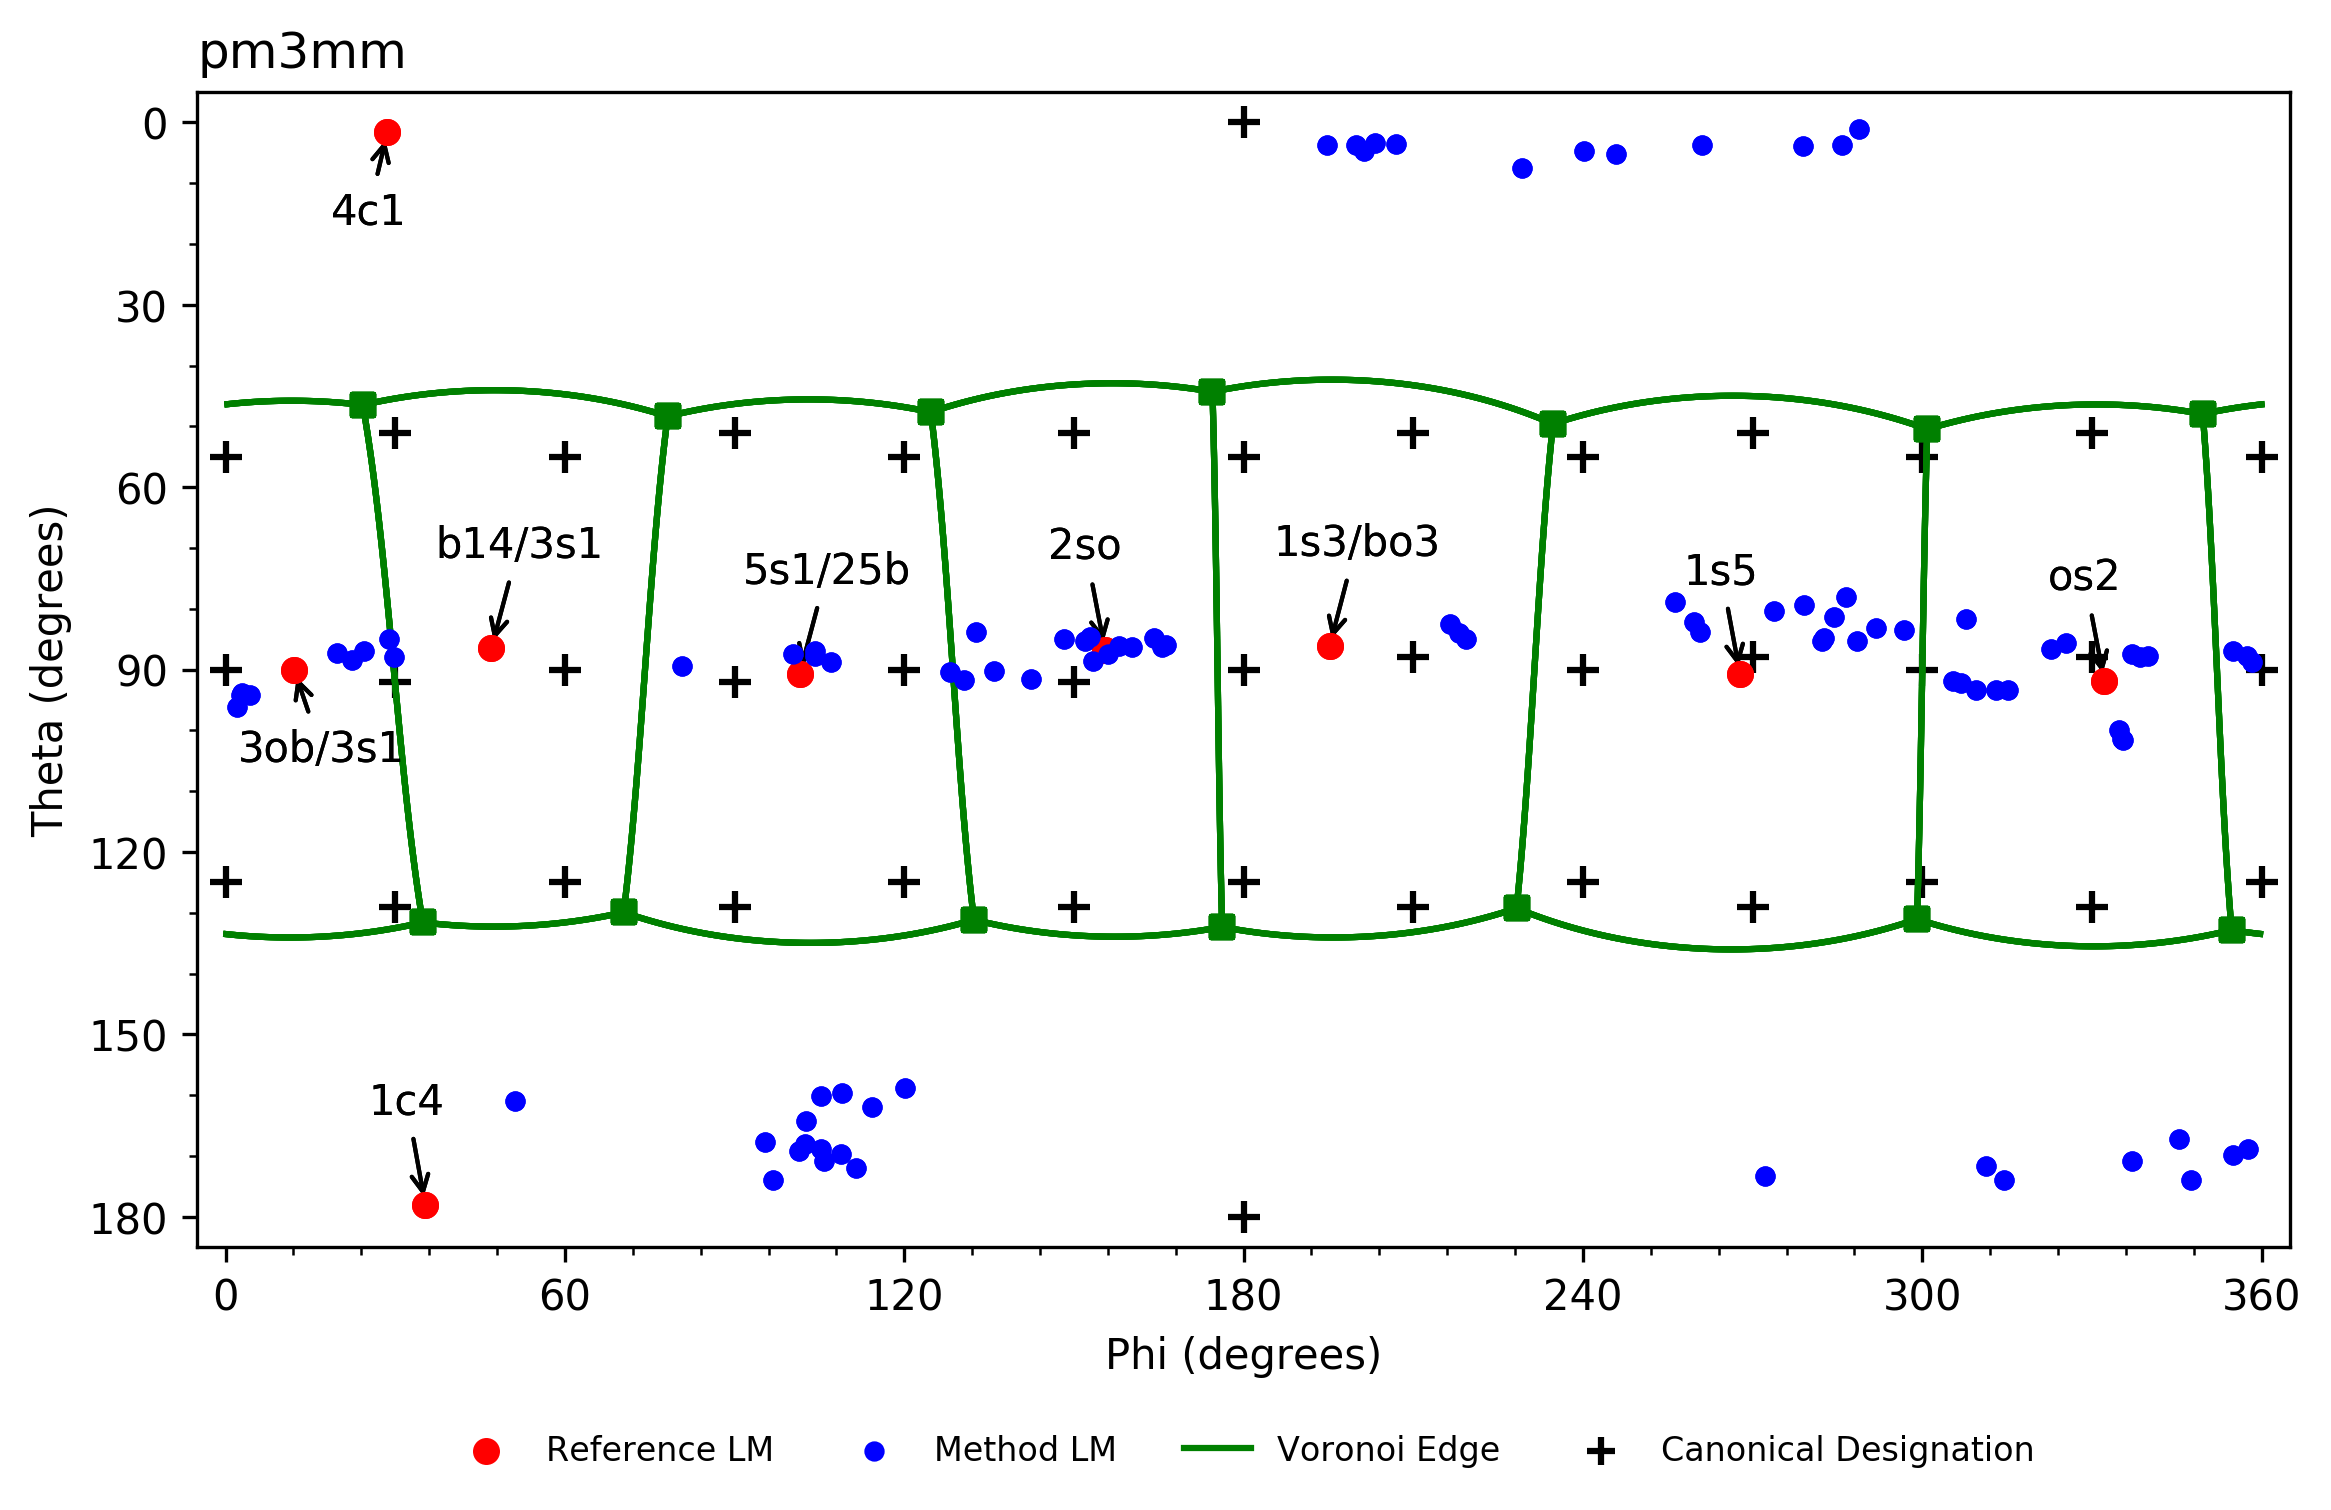 pm3mm
0
30
60
90
120
150
180
Theta (degrees)
4c1
b14/3s1
5s1/25b
2so
1s3/bo3
1s5
os2
3ob/3s1
1c4
0 60 120 180 240 300 360
Phi (degrees)
Reference LM Method LM Voronoi Edge Canonical Designation